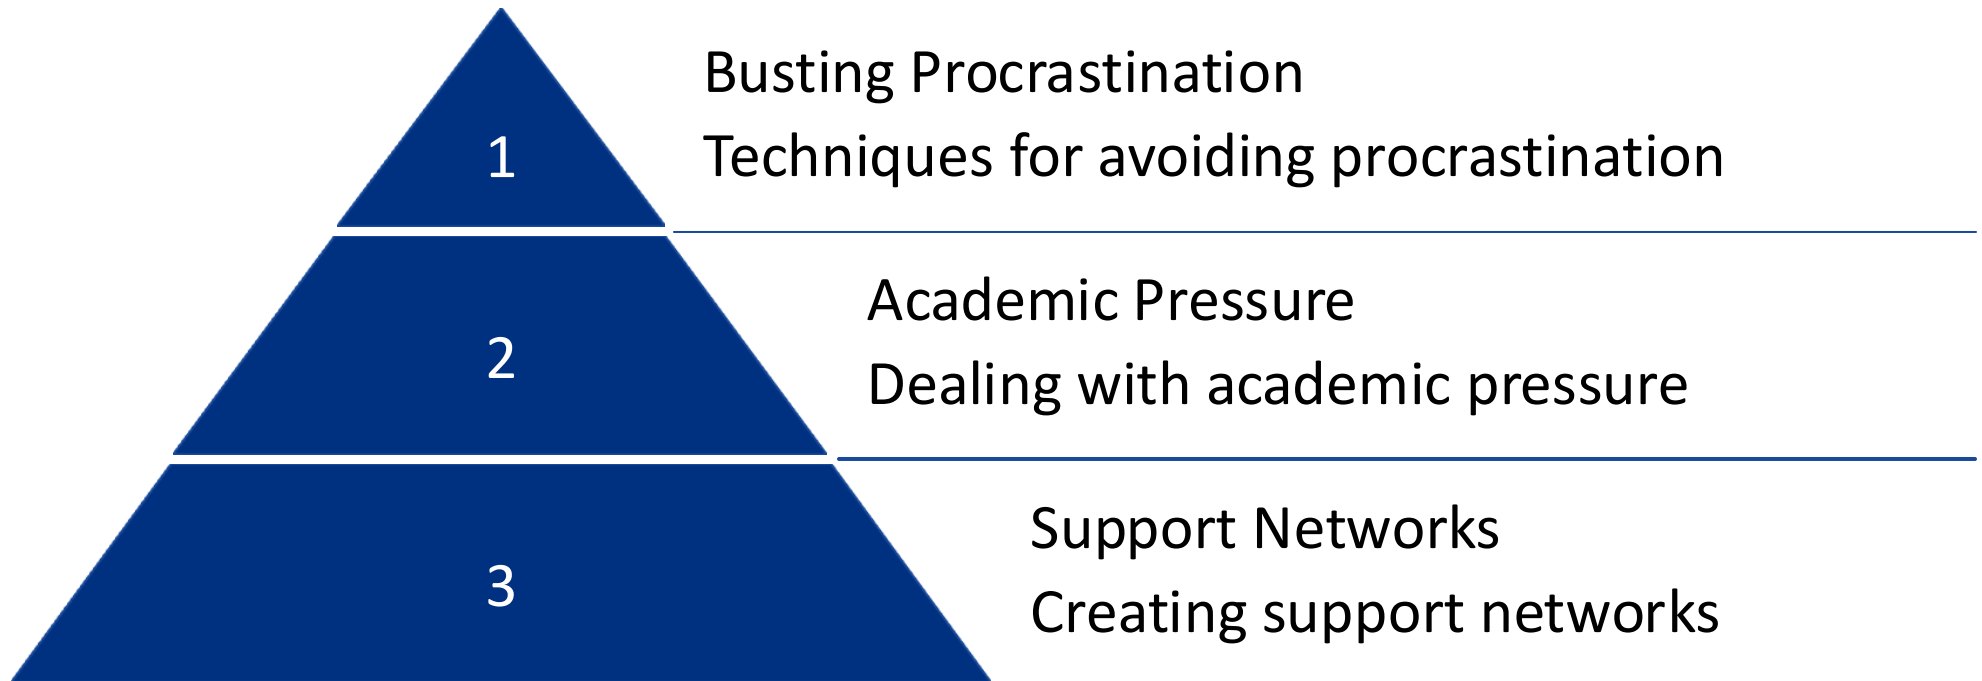 1
Busting Procrastination
Techniques for avoiding procrastination
2
Academic Pressure
Dealing with academic pressure
3
Support Networks
Creating support networks